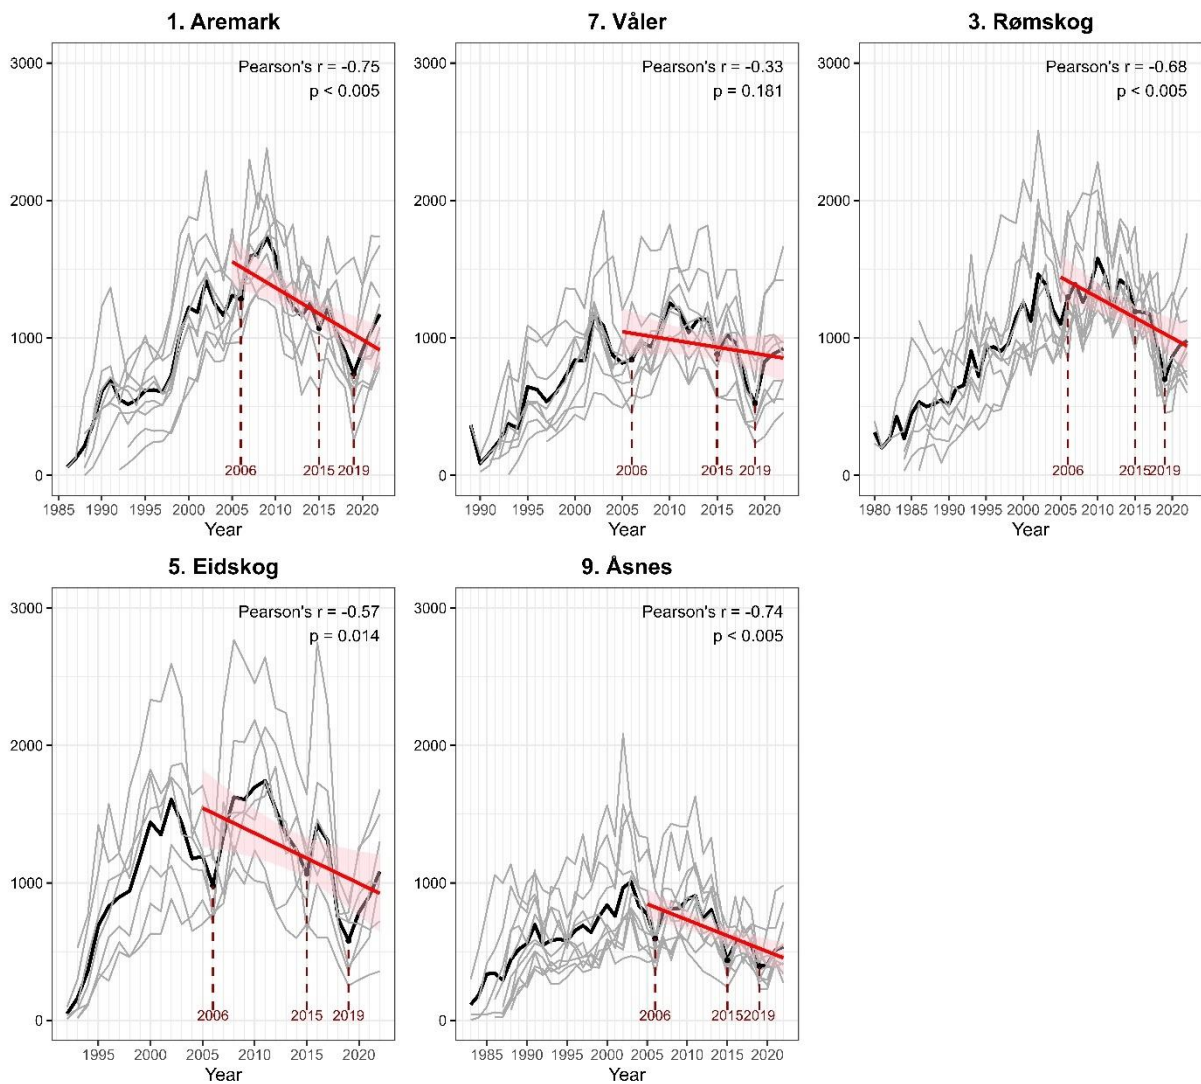 1. Aremark
7. Våler
3. Rømskog
3000
2000
1000
0
Pearson's r = -0.75
p < 0.005
2006
2015
2019
1985 1990 1995 2000 2005 2010 2015 2020
Year
3000
2000
1000
0
Pearson's r = -0.33
p = 0.181
2006
2015
2019
1990 1995 2000 2005 2010 2015 2020
Year
3000
2000
1000
0
Pearson's r = -0.68
p < 0.005
2006
2015
2019
1980 1985 1990 1995 2000 2005 2010 2015 2020
Year
5. Eidskog
9. Åsnes
3000
2000
1000
0
Pearson's r = -0.57
p = 0.014
2006
2015
2019
1995 2000 2005 2010 2015 2020
Year
3000
2000
1000
0
Pearson's r = -0.74
p < 0.005
2006
2015
2019
1985 1990 1995 2000 2005 2010 2015 2020
Year